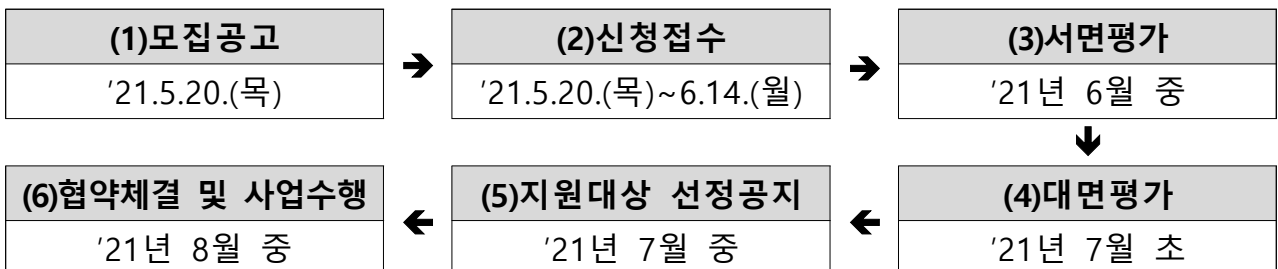 (1)모집공고
'21.5.20.(목)
➔
(2)신청접수
'21.5.20.(목)~6.14.(월)
➔
(3)서면평가
'21년 6월 중
🡻
(4)대면평가
'21년 7월 초
🡸
(5)지원대상 선정공지
'21년 7월 중
🡸
(6)협약체결 및 사업수행
'21년 8월 중